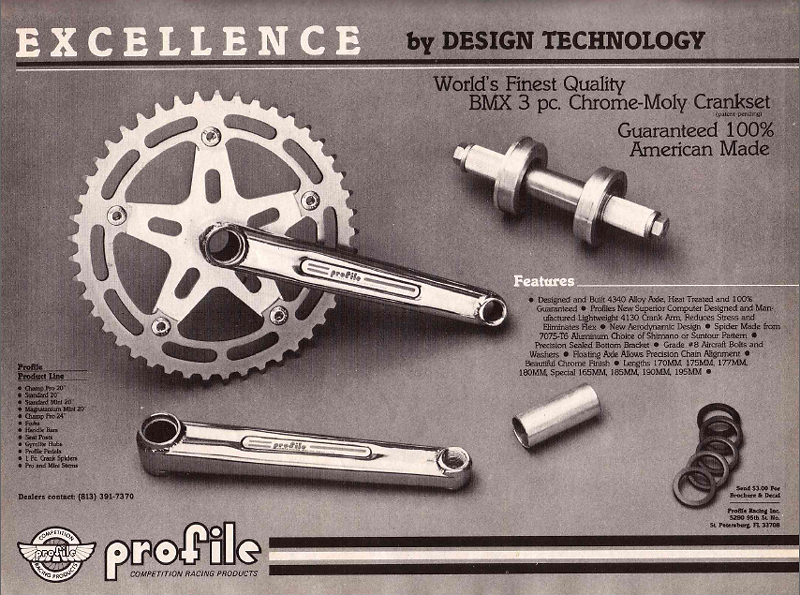 EXCELLENCE by DESIGN TECHNOLOGY
World's Finest Quality
BMX 3 pc. Chrome-Moly Crankset
(patent pending)
Guaranteed 100%
American Made
profile
Features
● Designed and Built 4340 Alloy Axle, Heat Treated and 100%
Guaranteed ● Profiles New Superior Computer Designed and Man-
ufactured Lightweight 4130 Crank Arm, Reduces Stress and
Eliminates Flex ● New Aerodynamic Design ● Spider Made from
7075-T6 Aluminum Choice of Shimano or Suntour Pattern ●
Precision Sealed Bottom Bracket ● Grade #8 Aircraft Bolts and
Washers ● Floating Axle Allows Precision Chain Alignment ●
Beautiful Chrome Finish ● Lengths 170MM, 175MM, 177MM,
180MM, Special 165MM, 185MM, 190MM, 195MM ●
Profile
Product Line
● Champ Pro 20"
● Standard 20"
● Standard Mini 20"
● Magnatanium Mini 20"
● Champ Pro 24"
● Forks
● Handle Bars
● Seat Posts
● Gyrolite Hubs
● Profile Pedals
● 1 Pc. Crank Spiders
● Pro and Mini Stems
profile
Dealers contact: (813) 391-7370
Send $3.00 For
Brochure & Decal
Profile Racing Inc.
5290 95th St. No.
St. Petersburg, FL 33708
COMPETITION
profile
RACING PRODUCTS
profile
COMPETITION RACING PRODUCTS